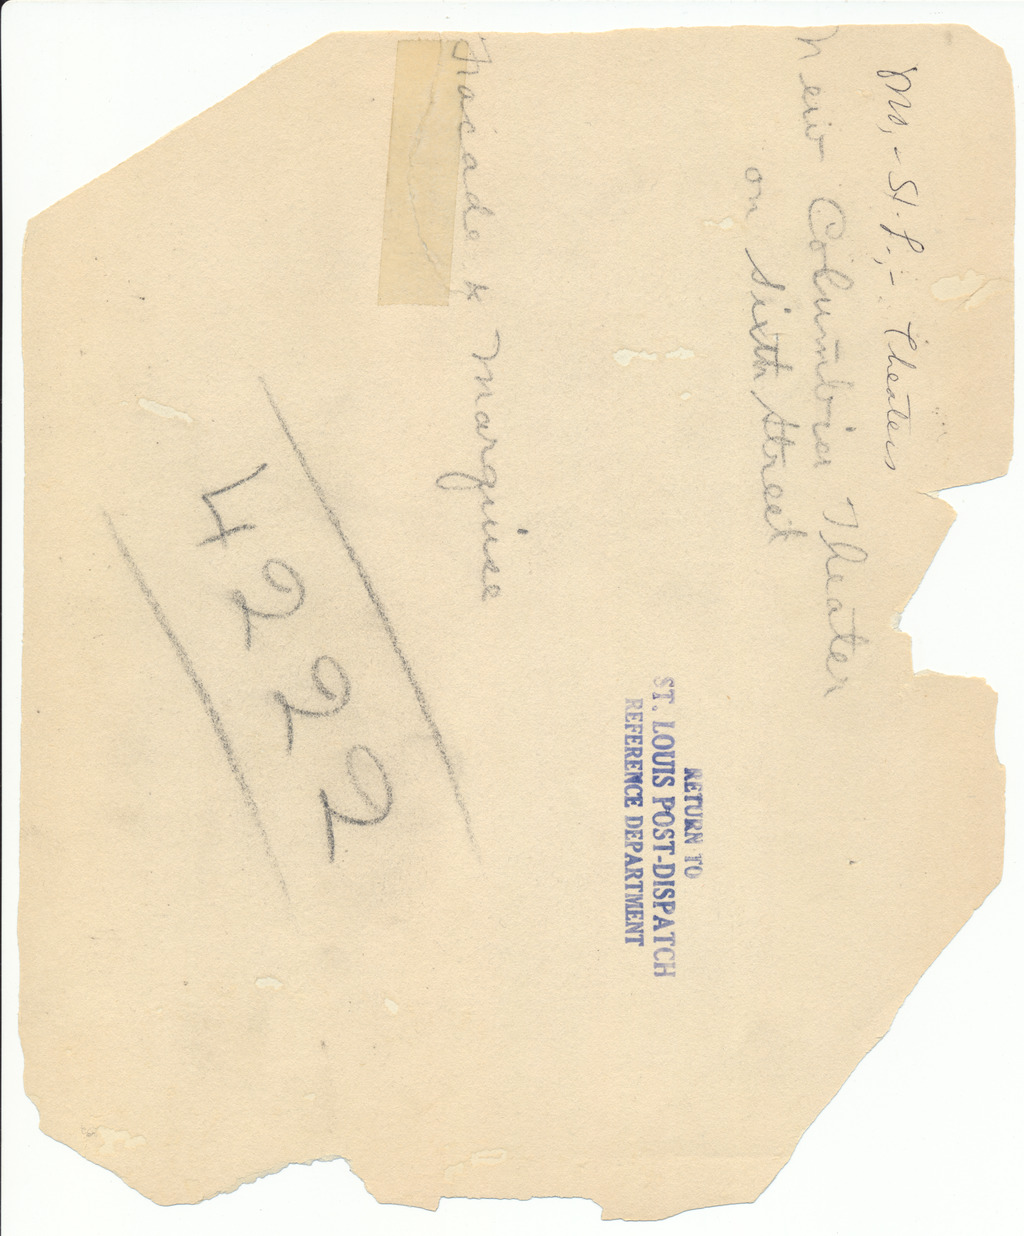 Mo, - St. L., - Theaters
New Columbia Theater
on Sixth Street
RETURN TO
ST. LOUIS POST-DISPATCH
REFERENCE DEPARTMENT
Facade & Marquise
4222